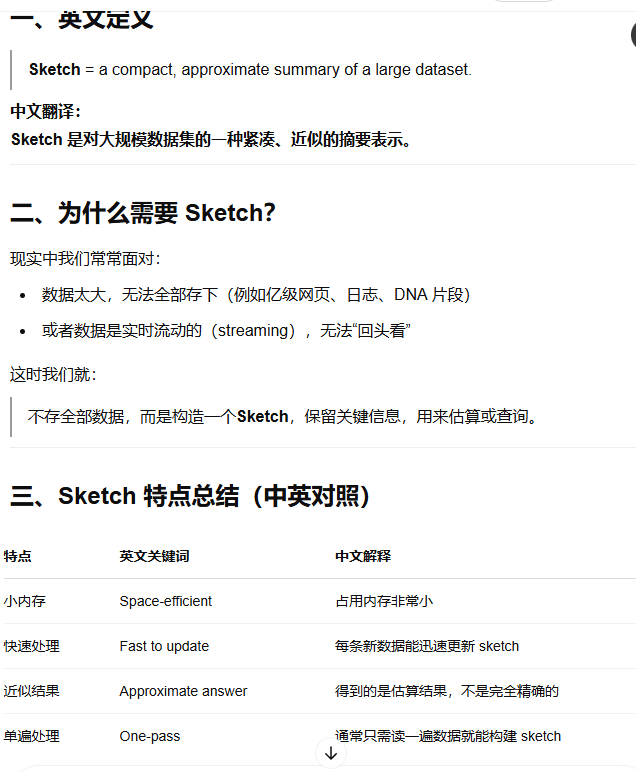 一、英文定义
Sketch = a compact, approximate summary of a large dataset.
中文翻译：
Sketch 是对大规模数据集的一种紧凑、近似的摘要表示。
二、为什么需要 Sketch？
现实中我们常常面对：
数据太大，无法全部存下（例如亿级网页、日志、DNA 片段）
或者数据是实时流动的（streaming），无法“回头看”
这时我们就：
不存全部数据，而是构造一个Sketch，保留关键信息，用来估算或查询。
三、Sketch 特点总结（中英对照）
特点 英文关键词 中文解释
小内存 Space-efficient 占用内存非常小
快速处理 Fast to update 每条新数据能迅速更新 sketch
近似结果 Approximate answer 得到的是估算结果，不是完全精确的
单遍处理 One-pass 通常只需读一遍数据就能构建 sketch